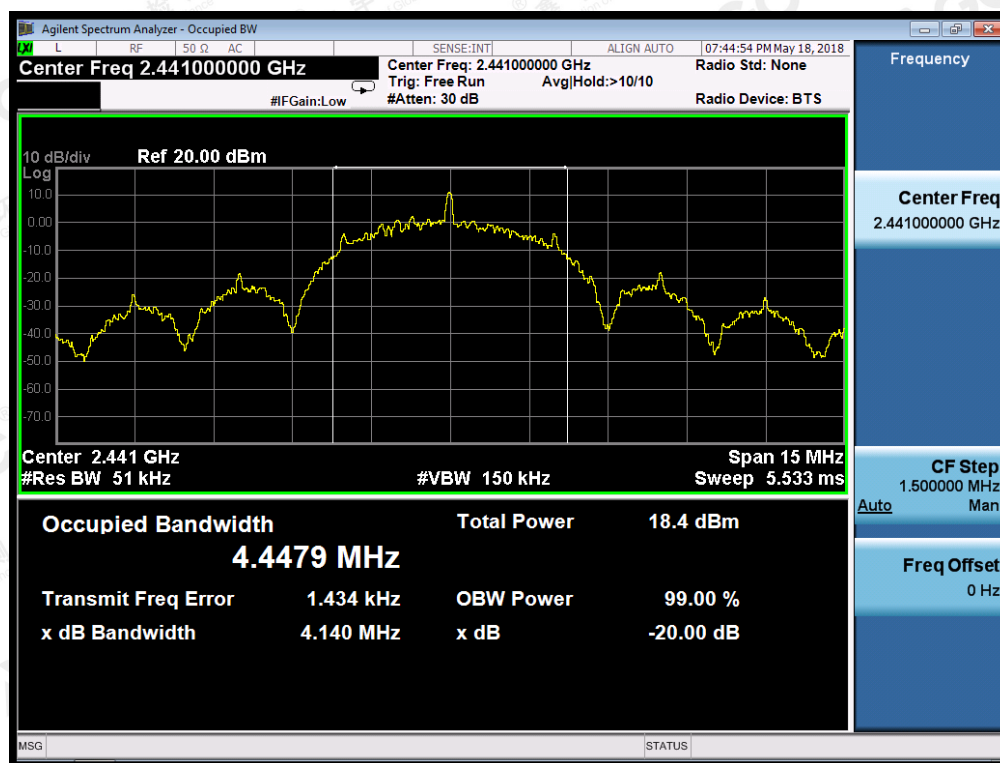 Agilent Spectrum Analyzer - Occupied BW
LXI L RF 50 Ω AC SENSE:INT ALIGN AUTO 07:44:54 PM May 18, 2018
Center Freq 2.441000000 GHz
Center Freq: 2.441000000 GHz
Radio Std: None
Trig: Free Run Avg|Hold:>10/10
#IFGain:Low
#Atten: 30 dB
Radio Device: BTS
10 dB/div Ref 20.00 dBm
Log
10.0
0.00
-10.0
-20.0
-30.0
-40.0
-50.0
-60.0
-70.0
Center 2.441 GHz Span 15 MHz
#Res BW 51 kHz #VBW 150 kHz Sweep 5.533 ms
Occupied Bandwidth Total Power 18.4 dBm
4.4479 MHz
Transmit Freq Error 1.434 kHz OBW Power 99.00 %
x dB Bandwidth 4.140 MHz x dB -20.00 dB
MSG STATUS
Frequency
Center Freq
2.441000000 GHz
CF Step
1.500000 MHz
Auto Man
Freq Offset
0 Hz